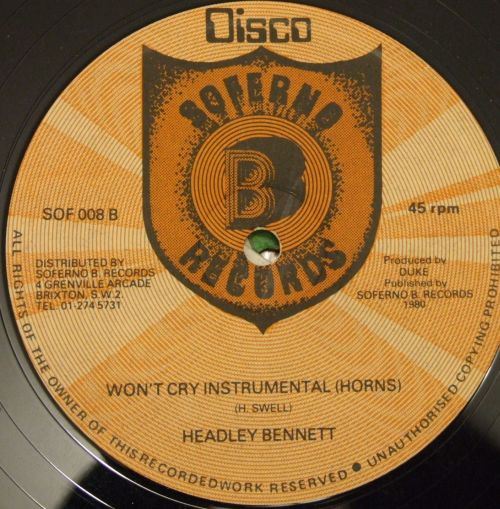 Disco
SOFERNO
B
RECORDS
SOF 008 B
45 rpm
DISTRIBUTED BY
SOFERNO B. RECORDS
4 GRENVILLE ARCADE
BRIXTON, S.W.2.
TEL 01-274 5731
Produced by
DUKE
Published by
SOFERNO B. RECORDS
1980
WON'T CRY INSTRUMENTAL (HORNS)
(H. SWELL)
HEADLEY BENNETT
ALL RIGHTS OF THE OWNER OF THIS RECORDEDWORK RESERVED ● UNAUTHORISED COPYING PROHIBITED